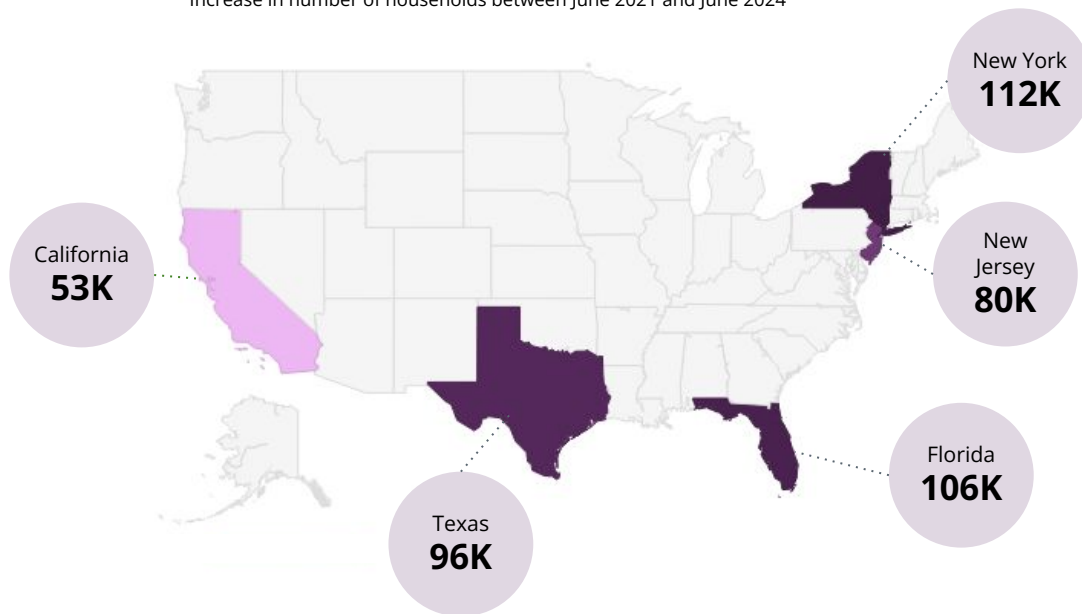 Increase in number of households between June 2021 and June 2024
New York
112K
California
53K
New
Jersey
80K
Florida
106K
Texas
96K